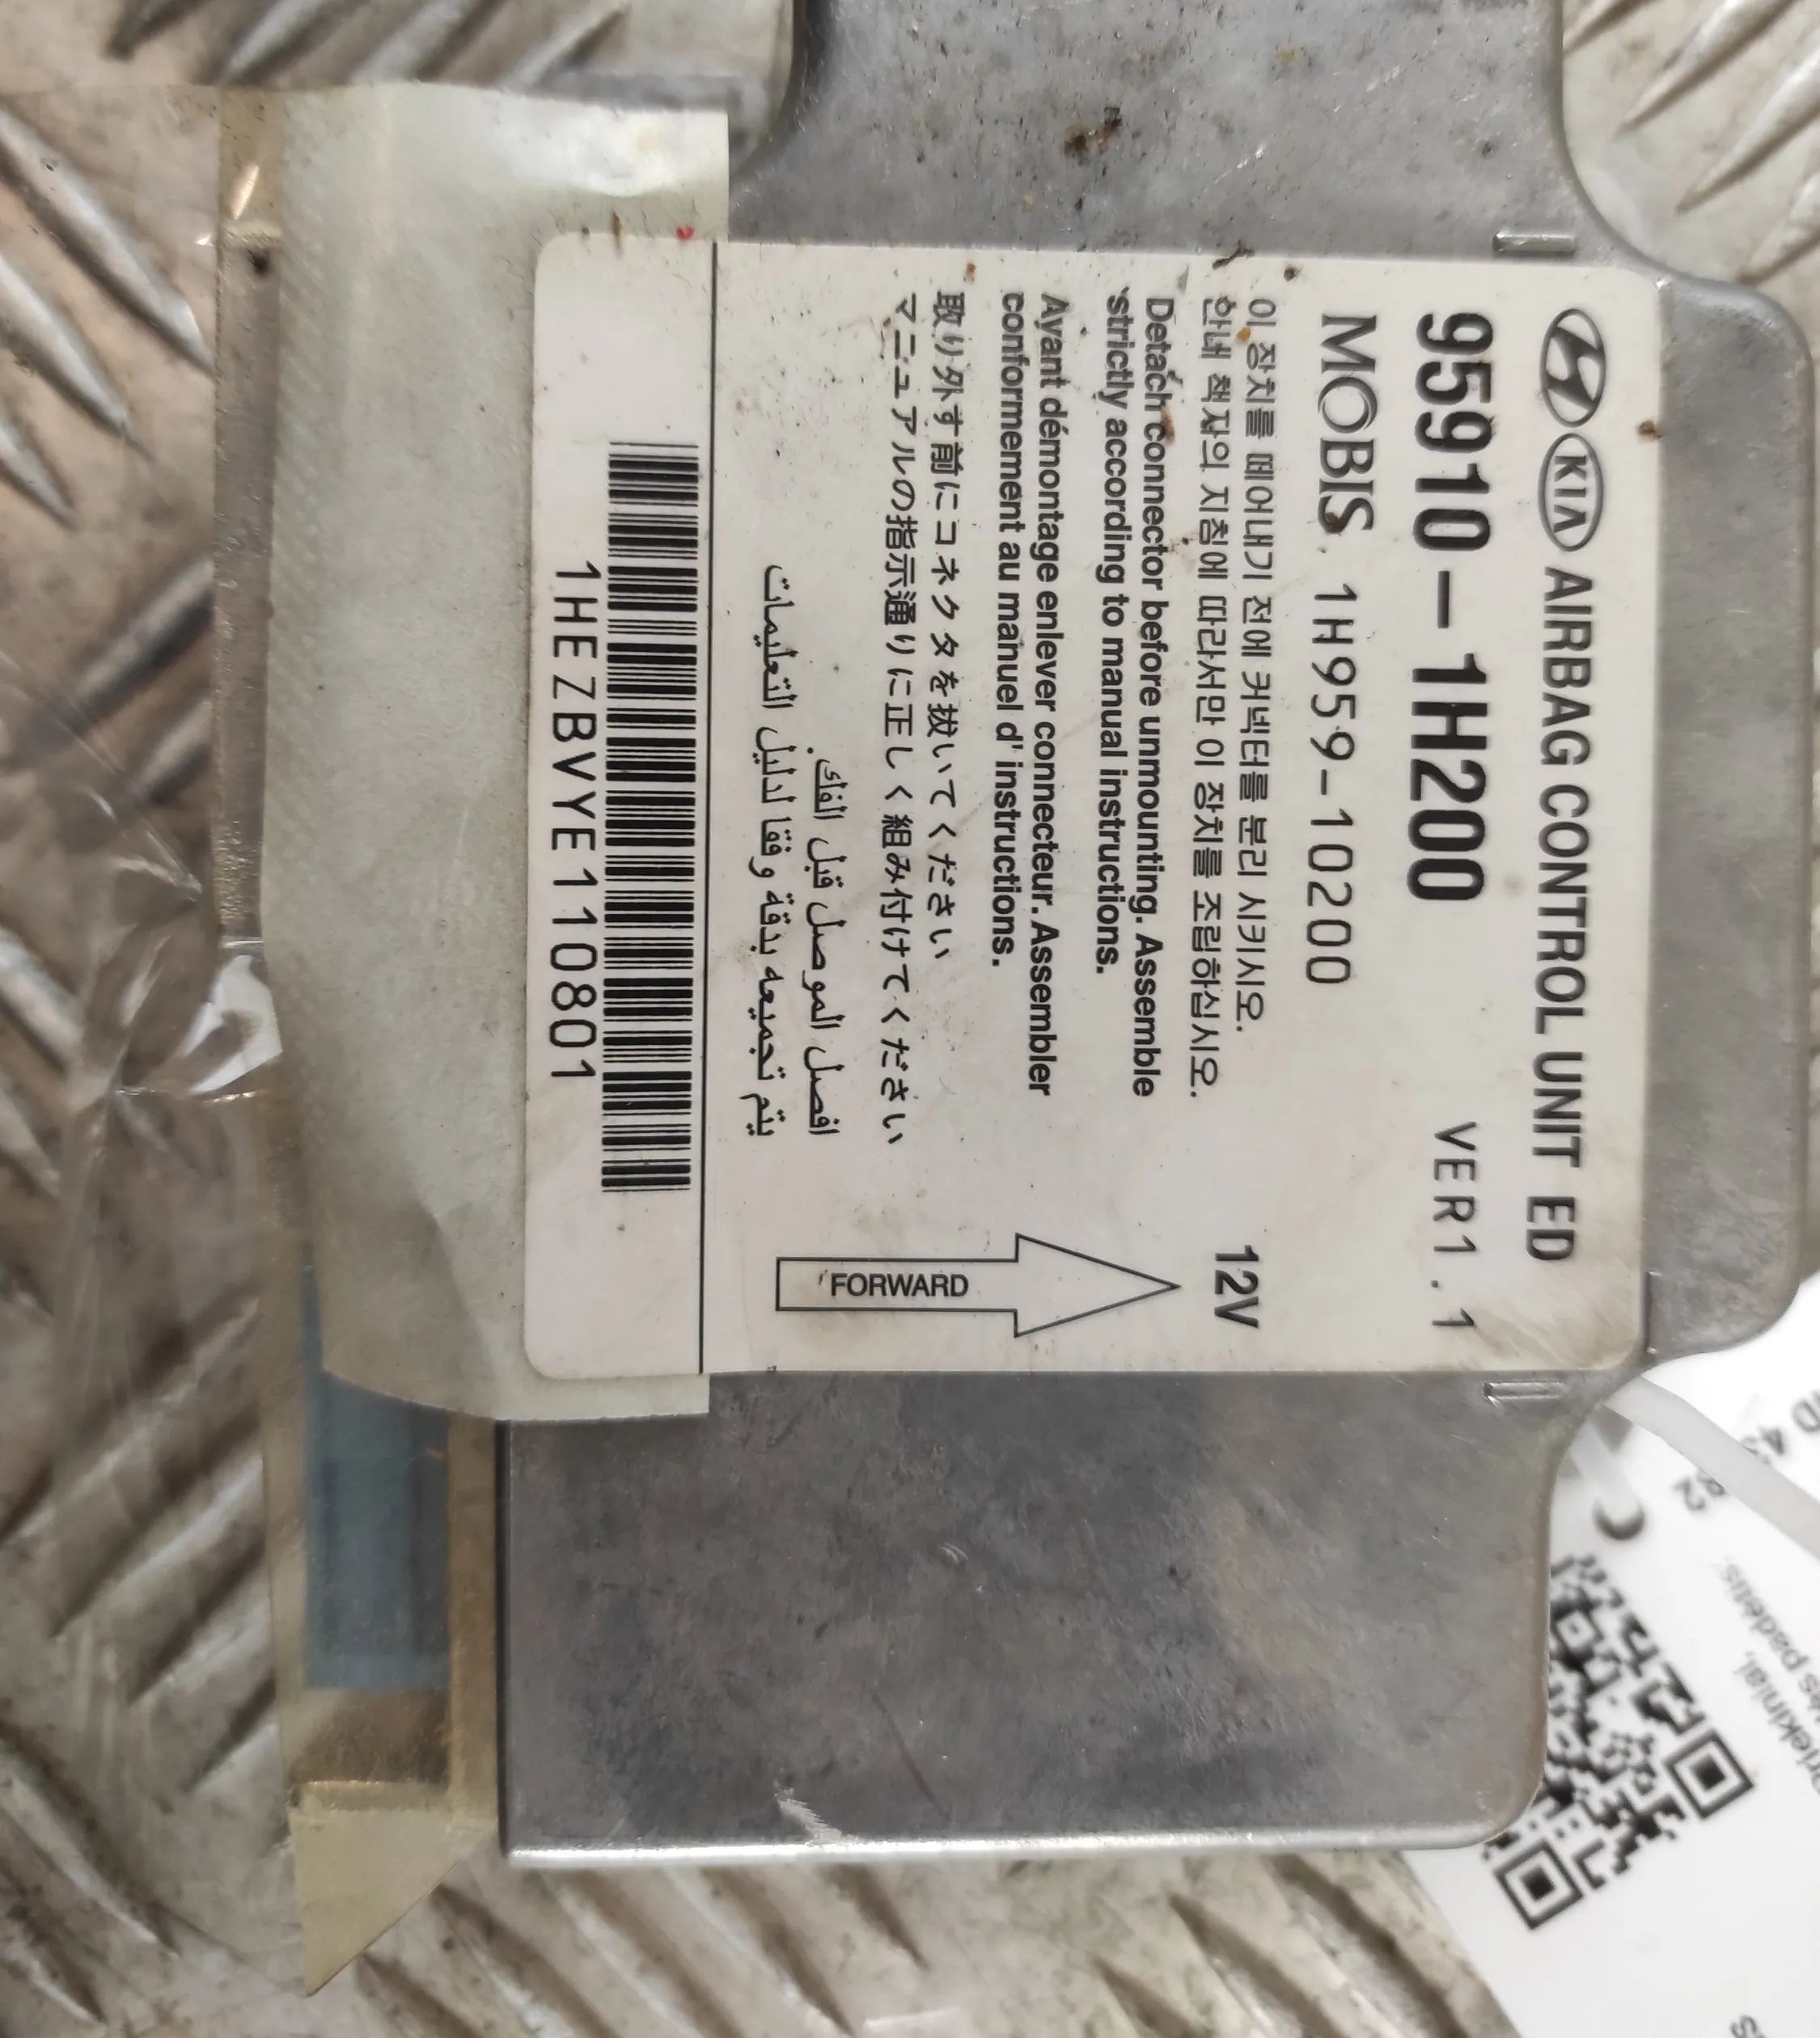 KIA AIRBAG CONTROL UNIT ED
95910-1H200 VER1.1
MOBIS 1H959-10200
이 장치를 떼어내기 전에 커넥터를 분리 시키시오.
안내 책자의 지침에 따라서만 이 장치를 조립하십시오.
12V
Detach connector before unmounting. Assemble
strictly according to manual instructions.
Ayant démontage enlever connecteur. Assembler
conformement au manuel d' instructions.
FORWARD
取り外す前にコネクタを抜いてください
マニュアルの指示通りに正しく組み付けてください
افصل الموصل قبل الفك.
يتم تجميعه بدقة وفقا لدليل التعليمات
1HEZBVYE110801